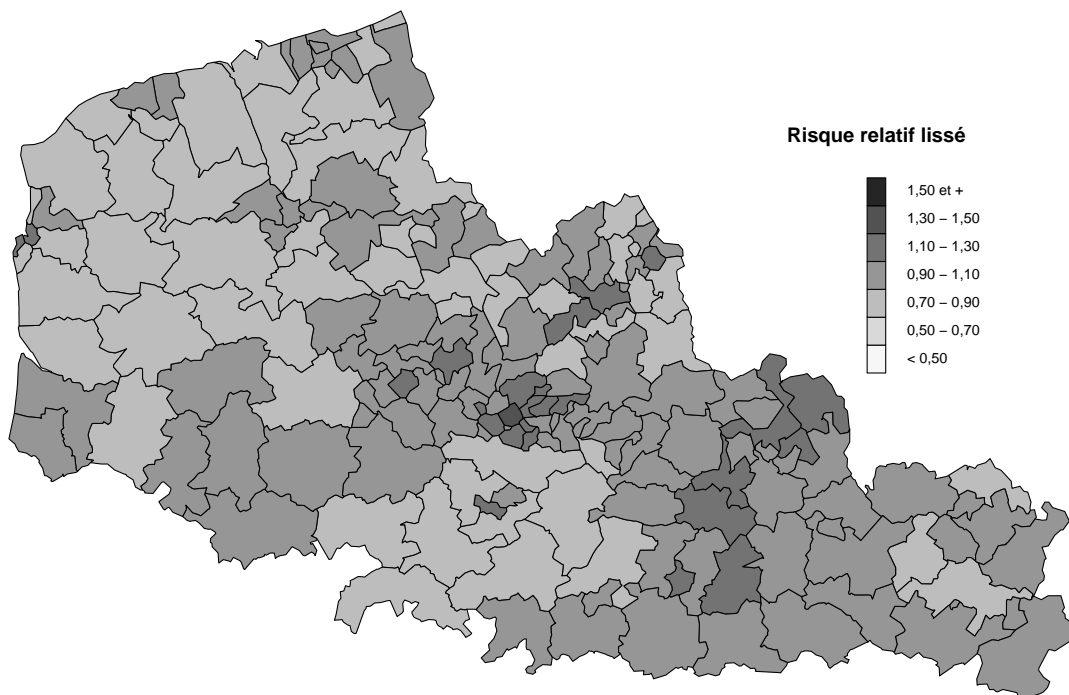 Risque relatif lissé
1,50 et +
1,30 – 1,50
1,10 – 1,30
0,90 – 1,10
0,70 – 0,90
0,50 – 0,70
< 0,50